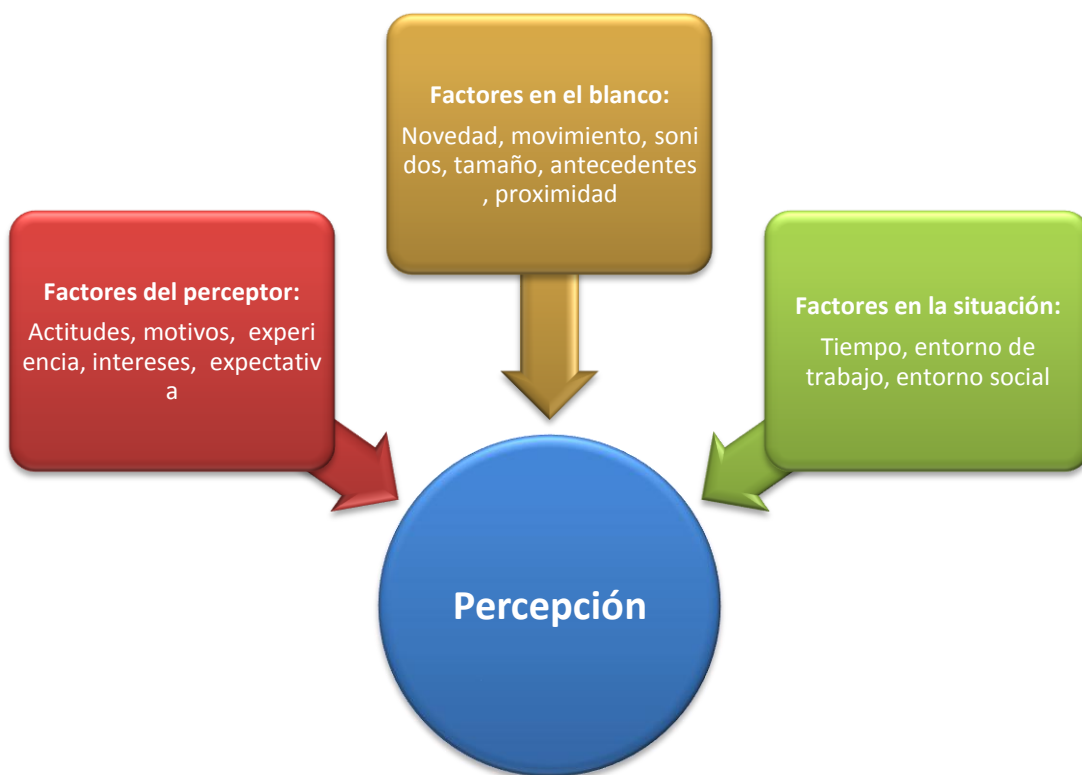 Factores en el blanco:
Novedad, movimiento, soni
dos, tamaño, antecedentes
, proximidad
Factores del perceptor:
Actitudes, motivos, experi
encia, intereses, expectativ
a
Factores en la situación:
Tiempo, entorno de
trabajo, entorno social
Percepción